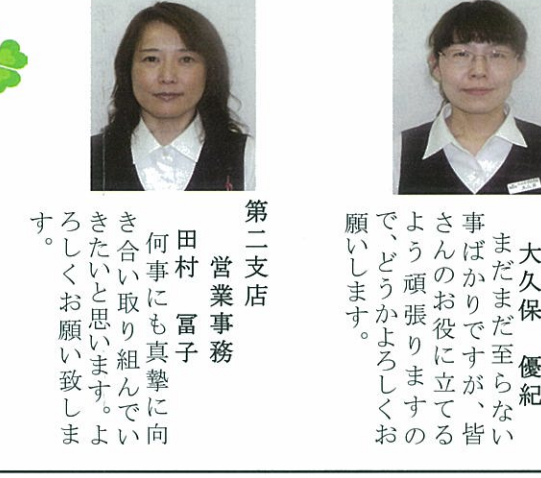 大久保　優紀
まだまだ至らない
事ばかりですが、皆
さんのお役に立てる
よう頑張りますの
で、どうかよろしくお
願いします。
第二支店
営業事務
田村　冨子
何事にも真摯に向
き合い取り組んでい
きたいと思います。よ
ろしくお願い致しま
す。